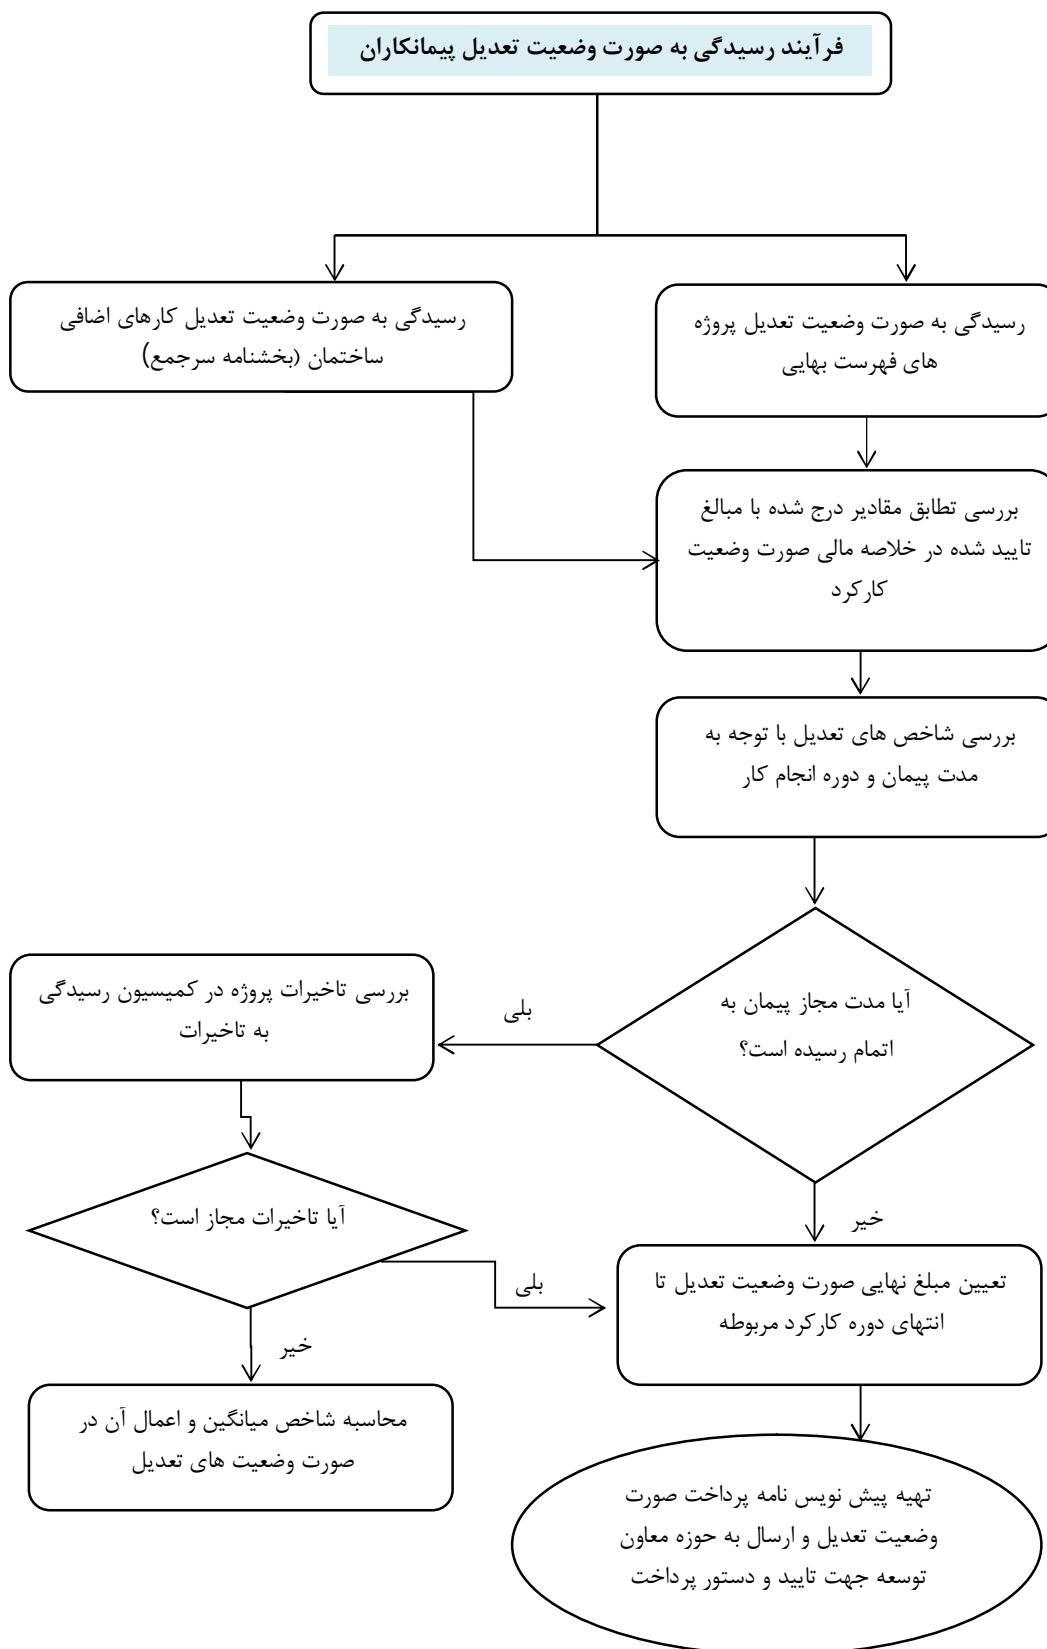 فرآیند رسیدگی به صورت وضعیت تعدیل پیمانکاران
رسیدگی به صورت وضعیت تعدیل پروژه
های فهرست بهایی
رسیدگی به صورت وضعیت تعدیل کارهای اضافی
ساختمان (بخشنامه سرجمع)
بررسی تطابق مقادیر درج شده با مبالغ
تایید شده در خلاصه مالی صورت وضعیت
کارکرد
بررسی شاخص های تعدیل با توجه به
مدت پیمان و دوره انجام کار
آیا مدت مجاز پیمان به
اتمام رسیده است؟
بلی
بررسی تاخیرات پروژه در کمیسیون رسیدگی
به تاخیرات
خیر
آیا تاخیرات مجاز است؟
بلی
تعیین مبلغ نهایی صورت وضعیت تعدیل تا
انتهای دوره کارکرد مربوطه
خیر
محاسبه شاخص میانگین و اعمال آن در
صورت وضعیت های تعدیل
تهیه پیش نویس نامه پرداخت صورت
وضعیت تعدیل و ارسال به حوزه معاون
توسعه جهت تایید و دستور پرداخت